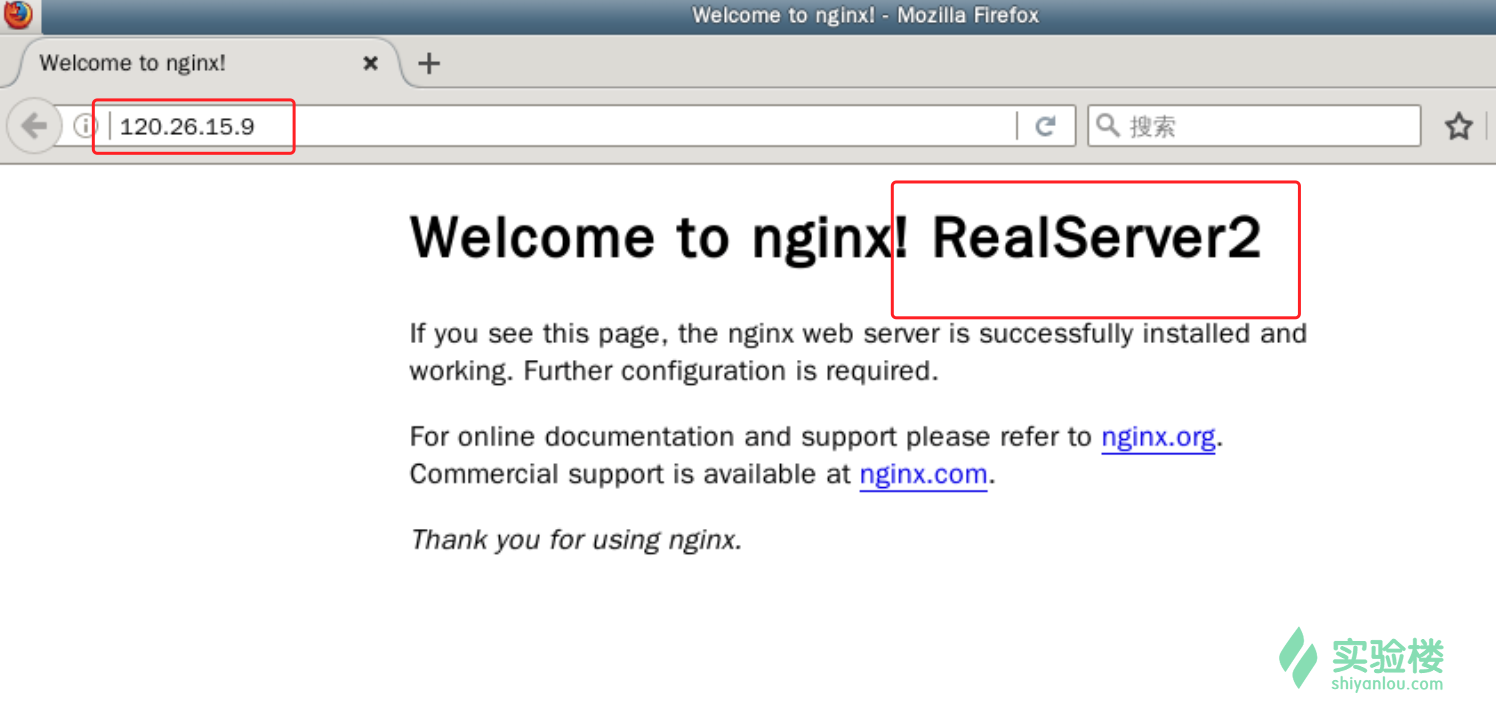 Welcome to nginx! - Mozilla Firefox
Welcome to nginx!
120.26.15.9
搜索
Welcome to nginx! RealServer2
If you see this page, the nginx web server is successfully installed and
working. Further configuration is required.
For online documentation and support please refer to nginx.org.
Commercial support is available at nginx.com.
Thank you for using nginx.
实验楼
shiyanlou.com